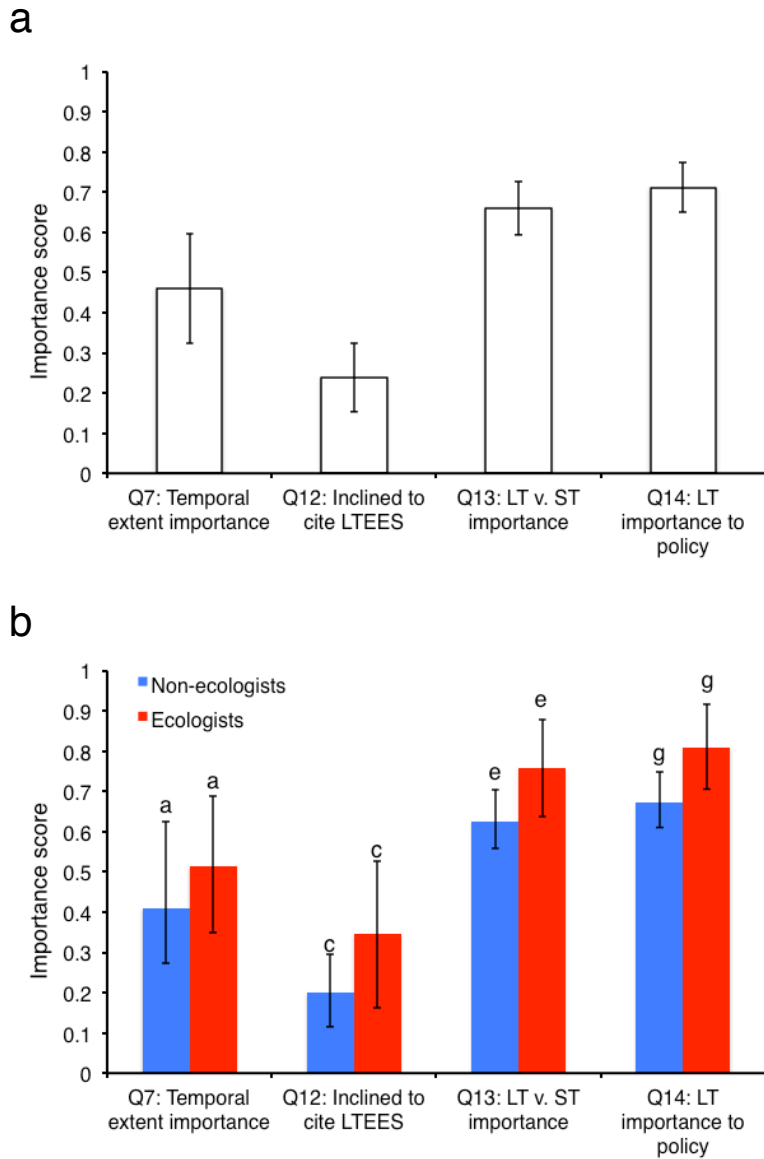 a
1
0.9
0.8
0.7
0.6
0.5
0.4
0.3
0.2
0.1
0
Importance score
Q7: Temporal
extent importance
Q12: Inclined to
cite LTEES
Q13: LT v. ST
importance
Q14: LT
importance to
policy
b
1
0.9
0.8
0.7
0.6
0.5
0.4
0.3
0.2
0.1
0
Importance score
Non-ecologists
Ecologists
a
a
c
c
e
e
g
g
Q7: Temporal
extent importance
Q12: Inclined to
cite LTEES
Q13: LT v. ST
importance
Q14: LT
importance to
policy